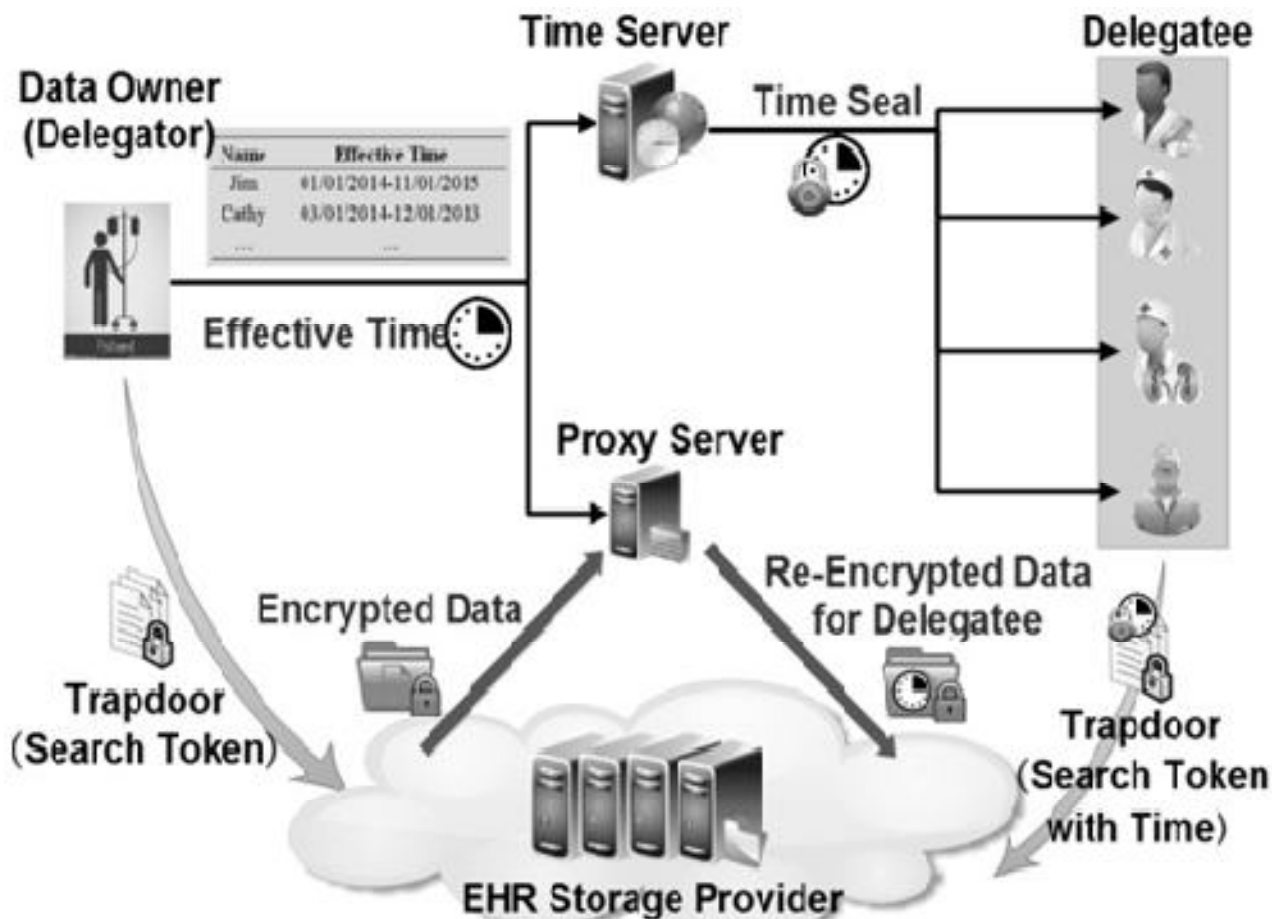 Time Server
Delegatee
Data Owner
(Delegator)
Time Seal
Name Effective Time
Jim 01/01/2014-11/01/2015
Cathy 03/01/2014-12/01/2013
... ...
Effective Time
Patient
Proxy Server
Encrypted Data
Re-Encrypted Data
for Delegatee
Trapdoor
(Search Token)
Trapdoor
(Search Token
with Time)
EHR Storage Provider